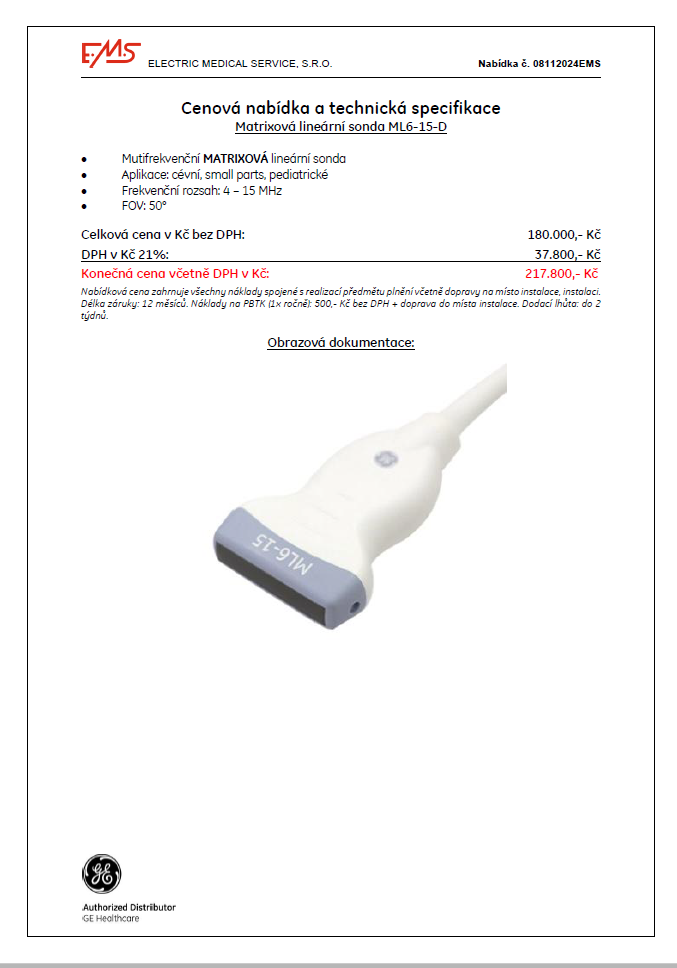 EMS ELECTRIC MEDICAL SERVICE, S.R.O. Nabídka č. 08112024EMS
Cenová nabídka a technická specifikace
Matrixová lineární sonda ML6-15-D
• Mutifrekvenční MATRIXOVÁ lineární sonda
• Aplikace: cévní, small parts, pediatrické
• Frekvenční rozsah: 4 – 15 MHz
• FOV: 50°
Celková cena v Kč bez DPH: 180.000,- Kč
DPH v Kč 21%: 37.800,- Kč
Konečná cena včetně DPH v Kč: 217.800,- Kč
Nabídková cena zahrnuje všechny náklady spojené s realizací předmětu plnění včetně dopravy na místo instalace, instalaci.
Délka záruky: 12 měsíců. Náklady na PBTK (1x ročně): 500,- Kč bez DPH + doprava do místa instalace. Dodací lhůta: do 2
týdnů.
Obrazová dokumentace:
ML6-15
GE
Authorized Distriibutor
GE Healthcare